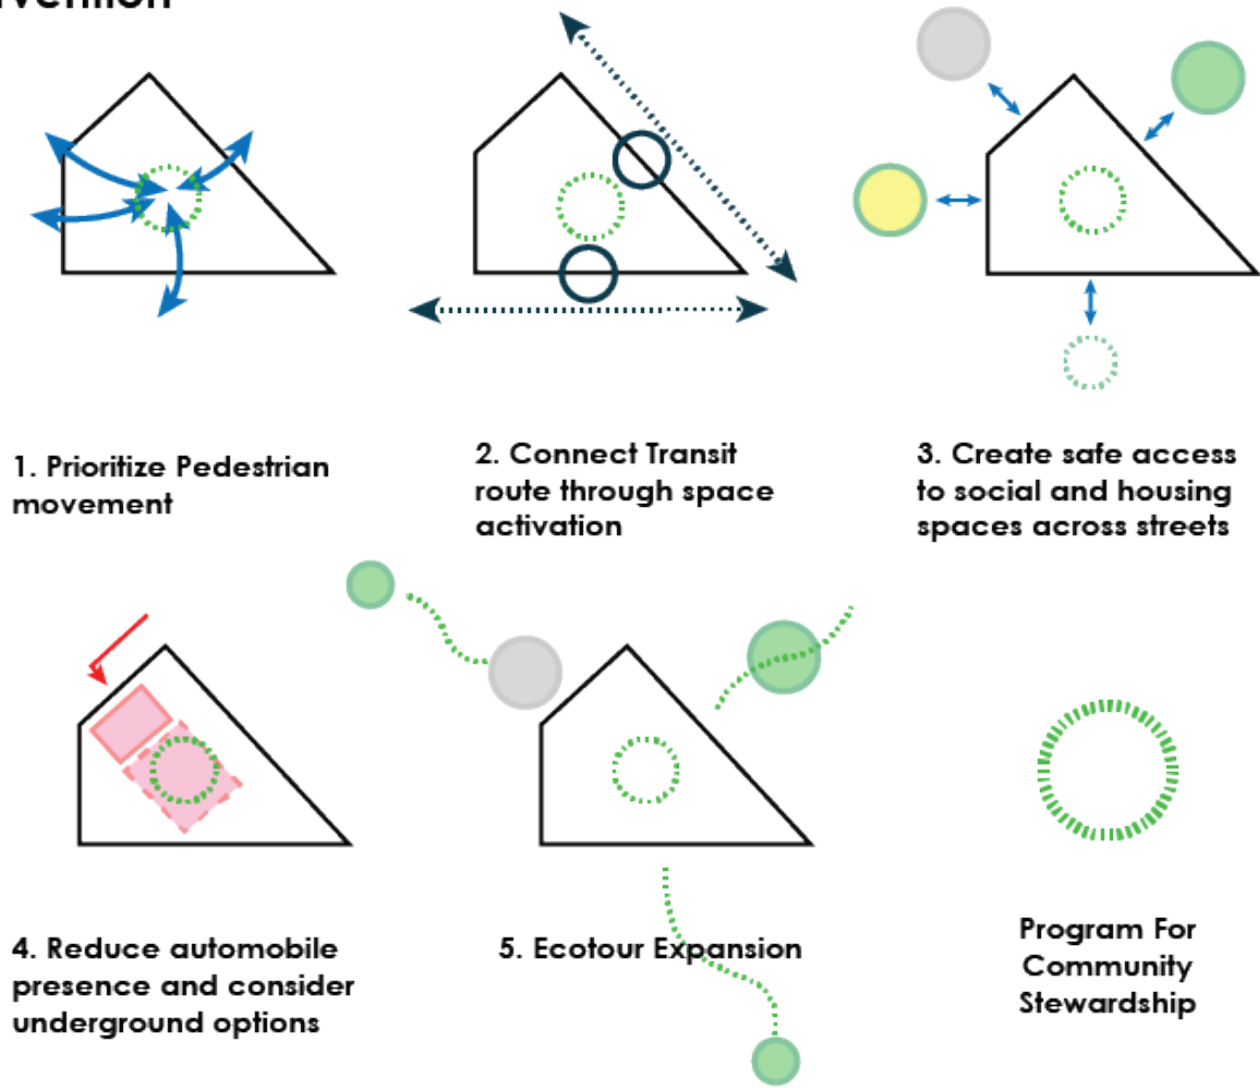 1. Prioritize Pedestrian
movement
2. Connect Transit
route through space
activation
3. Create safe access
to social and housing
spaces across streets
4. Reduce automobile
presence and consider
underground options
5. Ecotour Expansion
Program For
Community
Stewardship